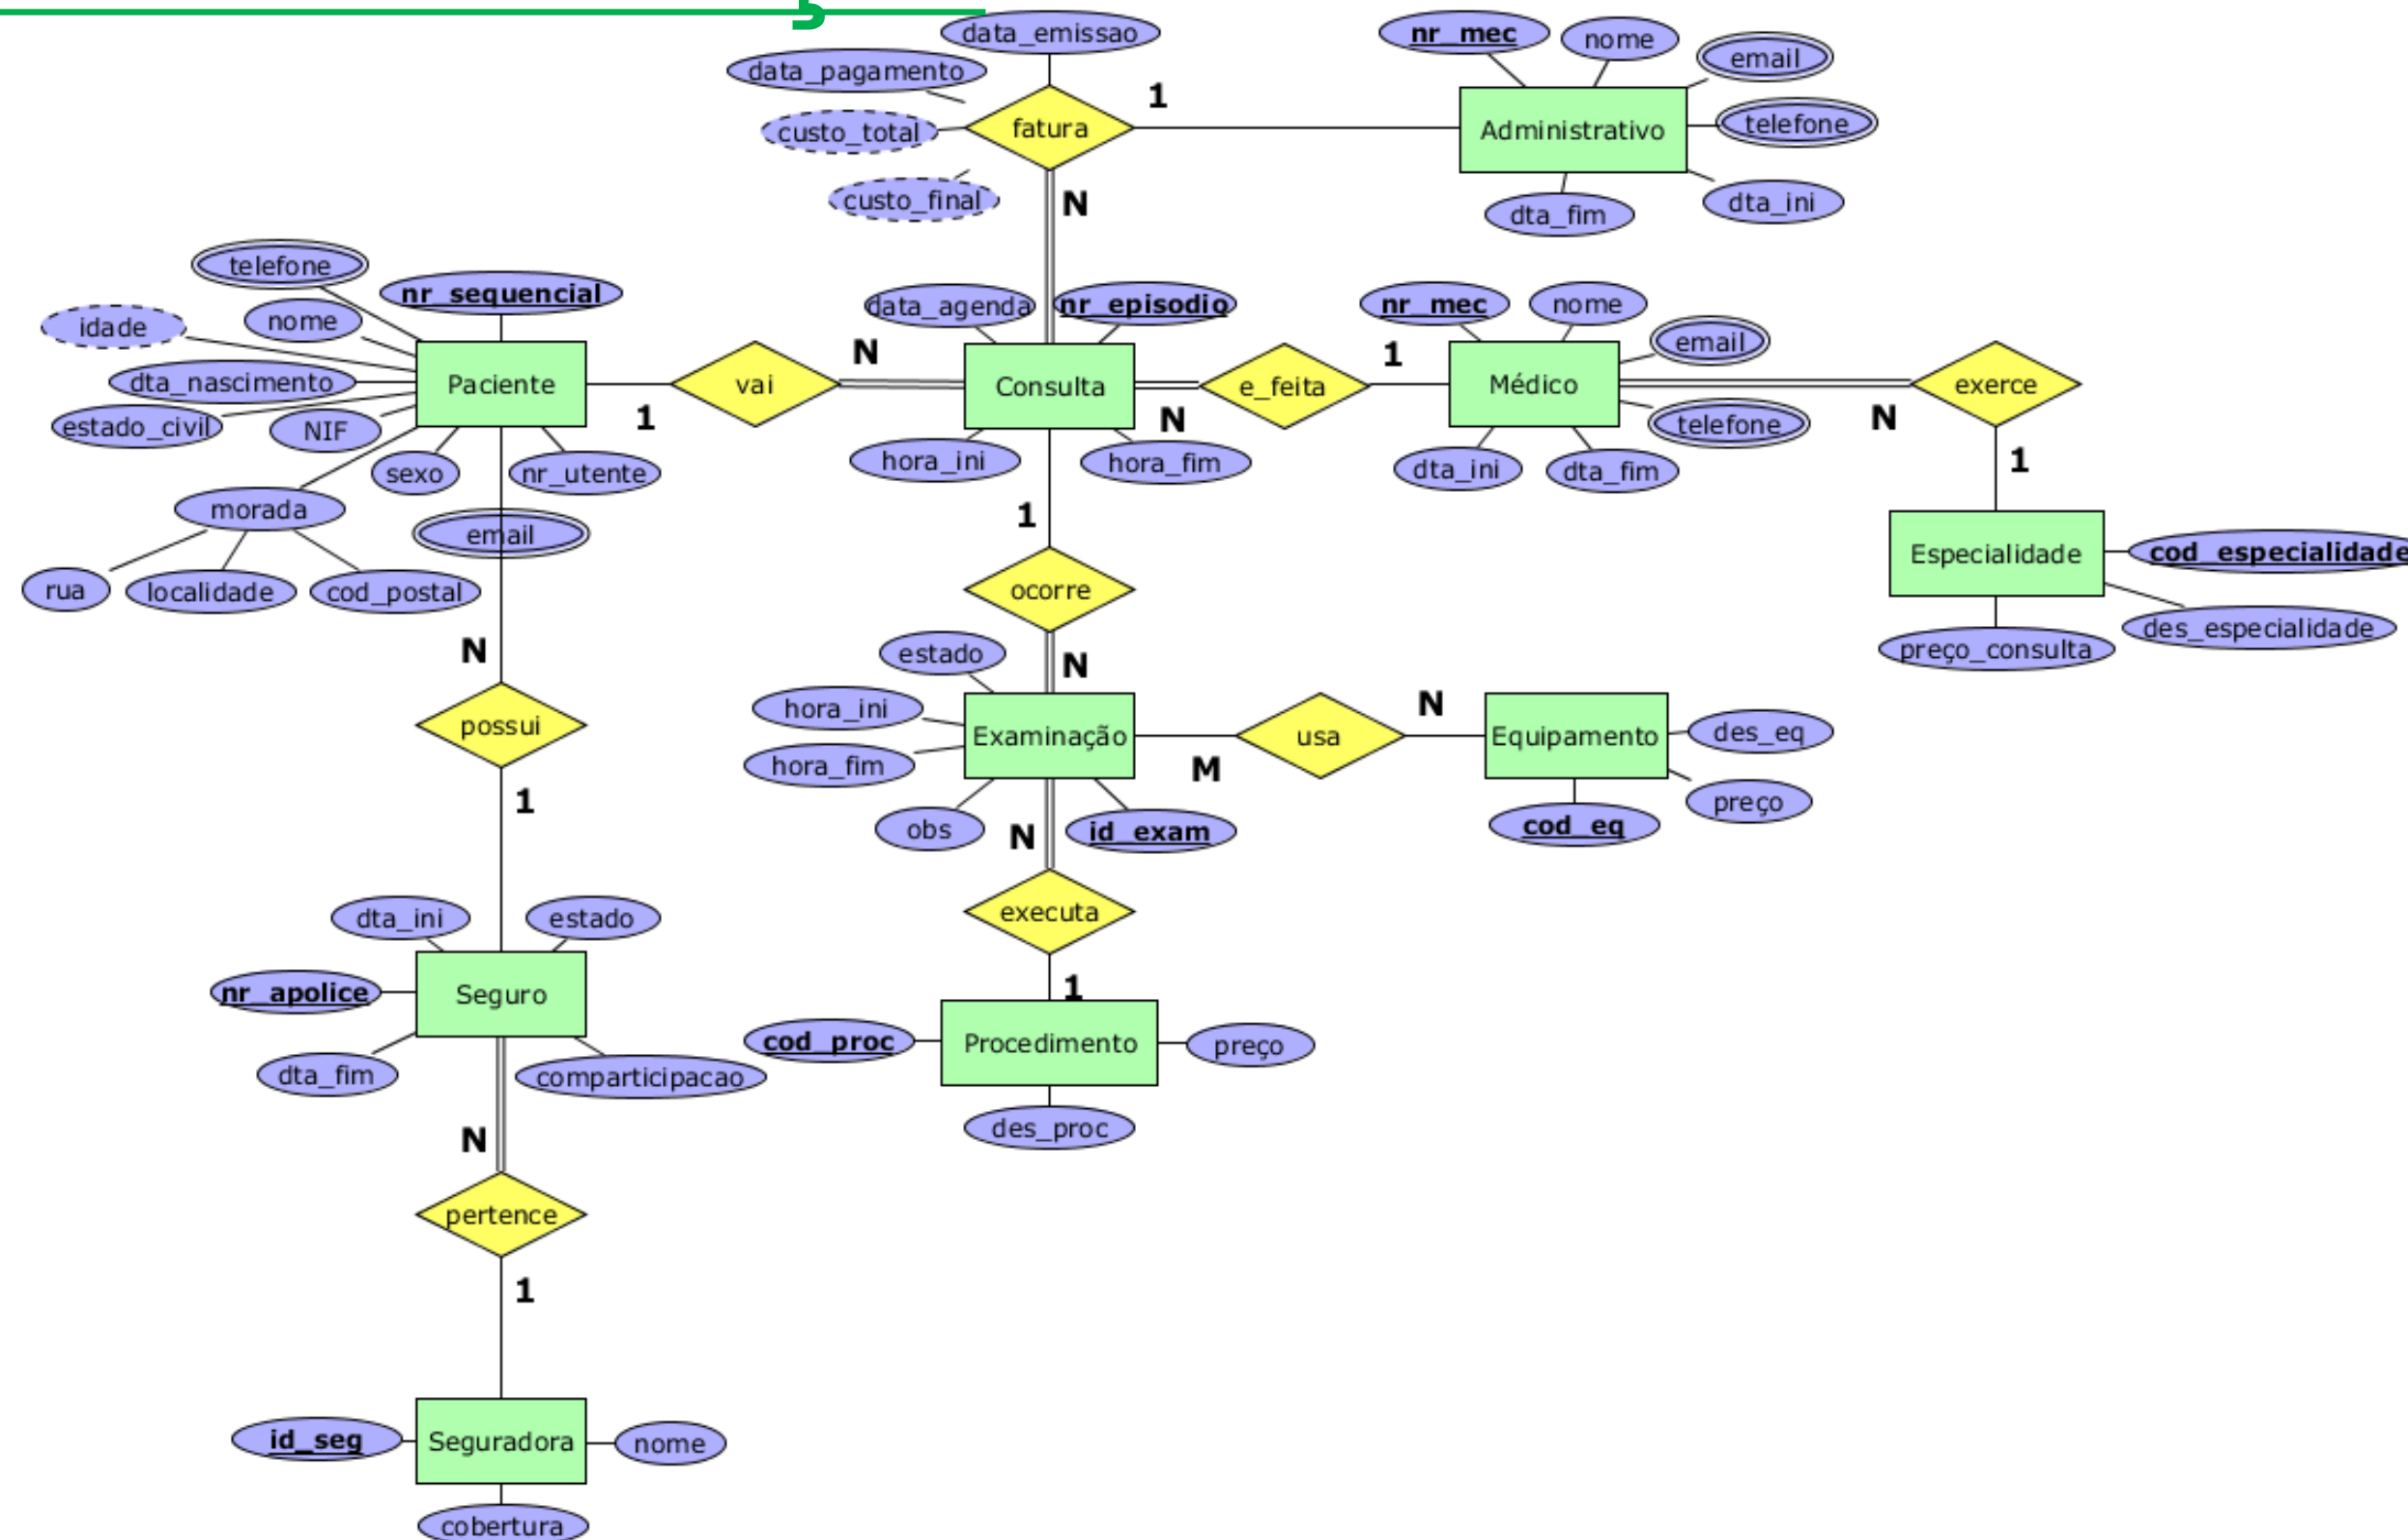 data_emissao
data_pagamento
custo_total
custo_final
fatura
1
N
nr_mec
nome
email
telefone
dta_ini
dta_fim
Administrativo
telefone
nr_sequencial
idade
nome
dta_nascimento
estado_civil
NIF
sexo
nr_utente
morada
email
rua
localidade
cod_postal
Paciente
1
vai
N
data_agenda
nr_episodio
Consulta
hora_ini
hora_fim
N
e_feita
1
nr_mec
nome
email
telefone
dta_ini
dta_fim
Médico
N
exerce
1
Especialidade
cod_especialidade
des_especialidade
preço_consulta
1
ocorre
N
estado
hora_ini
hora_fim
obs
id_exam
Examinação
M
usa
N
Equipamento
des_eq
preço
cod_eq
N
executa
1
cod_proc
Procedimento
preço
des_proc
N
possui
1
dta_ini
estado
nr_apolice
Seguro
dta_fim
comparticipacao
N
pertence
1
id_seg
Seguradora
nome
cobertura